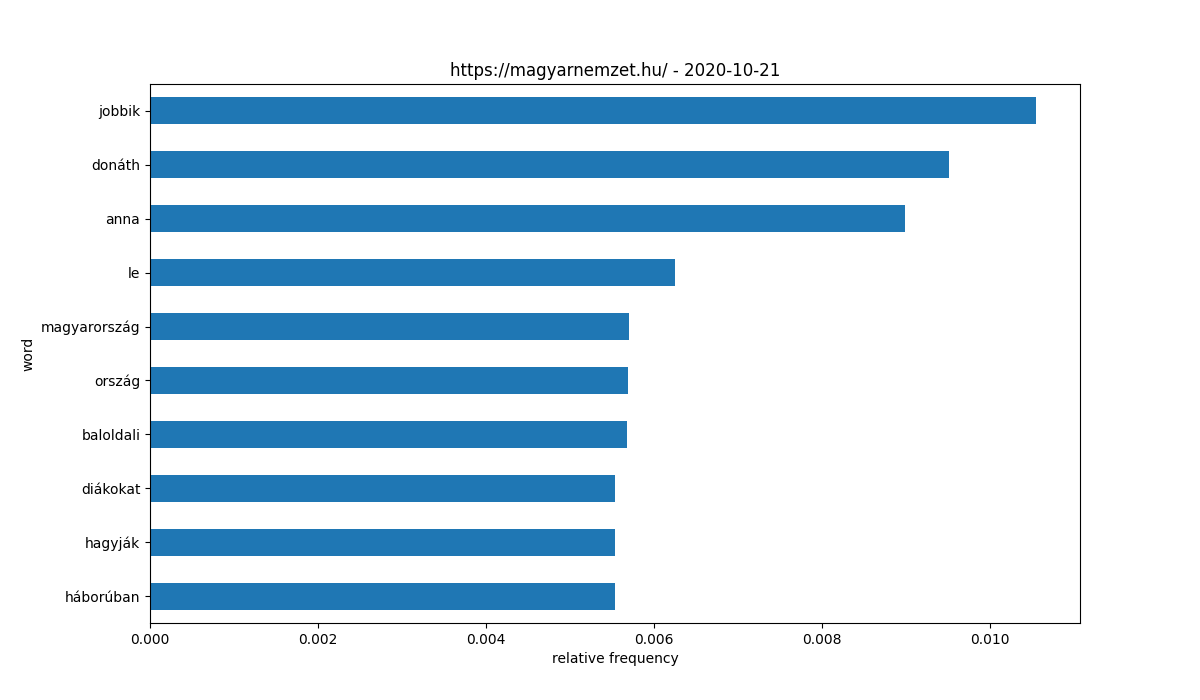 https://magyarnemzet.hu/ - 2020-10-21
jobbik
donáth
anna
le
magyarország
ország
baloldali
diákokat
hagyják
háborúban
word
0.000 0.002 0.004 0.006 0.008 0.010
relative frequency